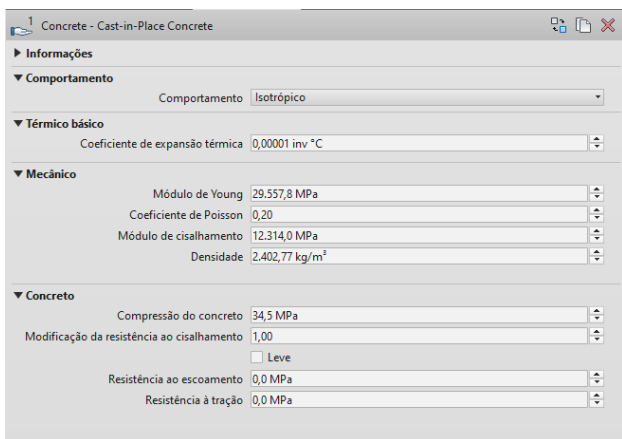 1 Concrete - Cast-in-Place Concrete
Informações
Comportamento
Comportamento Isotrópico
Térmico básico
Coeficiente de expansão térmica 0,00001 inv °C
Mecânico
Módulo de Young 29.557,8 MPa
Coeficiente de Poisson 0,20
Módulo de cisalhamento 12.314,0 MPa
Densidade 2.402,77 kg/m³
Concreto
Compressão do concreto 34,5 MPa
Modificação da resistência ao cisalhamento 1,00
Leve
Resistência ao escoamento 0,0 MPa
Resistência à tração 0,0 MPa